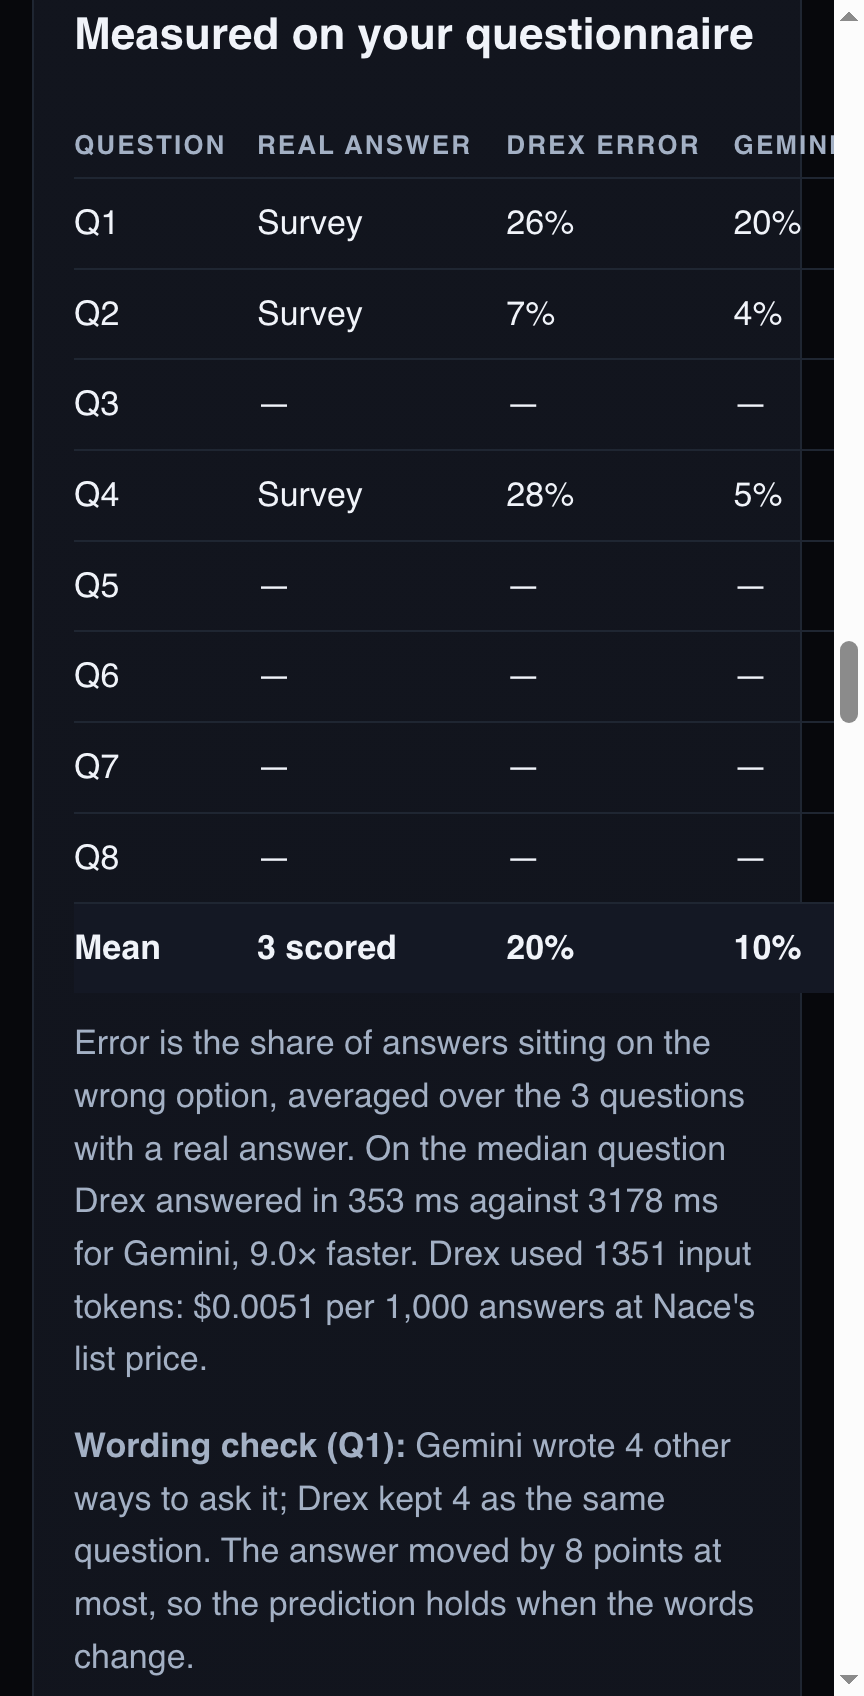 Measured on your questionnaire
QUESTION REAL ANSWER DREX ERROR GEMINI
Q1 Survey 26% 20%
Q2 Survey 7% 4%
Q3 — — —
Q4 Survey 28% 5%
Q5 — — —
Q6 — — —
Q7 — — —
Q8 — — —
Mean 3 scored 20% 10%
Error is the share of answers sitting on the
wrong option, averaged over the 3 questions
with a real answer. On the median question
Drex answered in 353 ms against 3178 ms
for Gemini, 9.0× faster. Drex used 1351 input
tokens: $0.0051 per 1,000 answers at Nace's
list price.
Wording check (Q1): Gemini wrote 4 other
ways to ask it; Drex kept 4 as the same
question. The answer moved by 8 points at
most, so the prediction holds when the words
change.